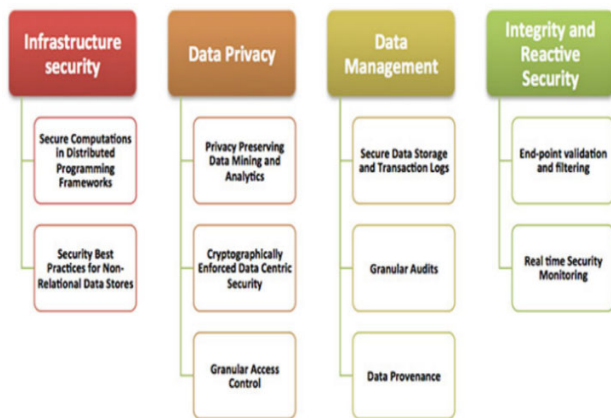 Infrastructure
security
Secure Computations
in Distributed
Programming
Frameworks
Security Best
Practices for Non-
Relational Data Stores
Data Privacy
Privacy Preserving
Data Mining and
Analytics
Cryptographically
Enforced Data Centric
Security
Granular Access
Control
Data
Management
Secure Data Storage
and Transaction Logs
Granular Audits
Data Provenance
Integrity and
Reactive
Security
End-point validation
and filtering
Real time Security
Monitoring